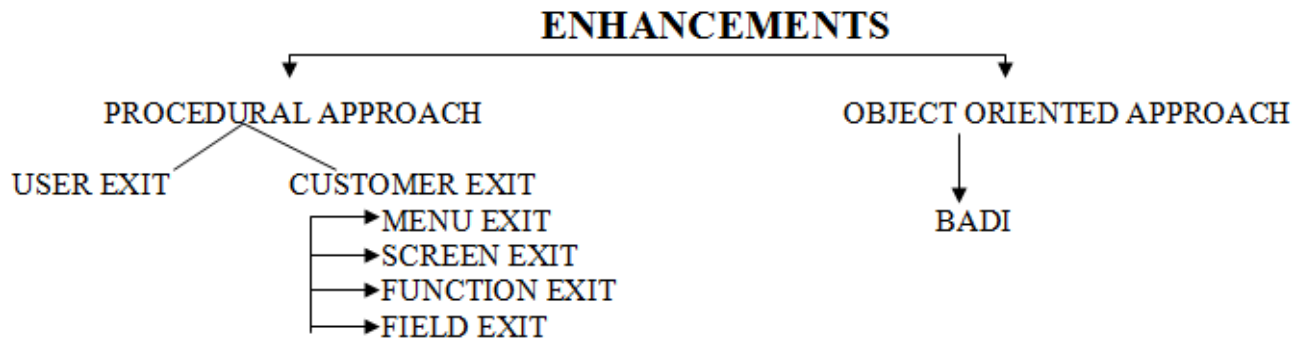 ENHANCEMENTS
PROCEDURAL APPROACH
OBJECT ORIENTED APPROACH
USER EXIT
CUSTOMER EXIT
MENU EXIT
SCREEN EXIT
FUNCTION EXIT
FIELD EXIT
BADI